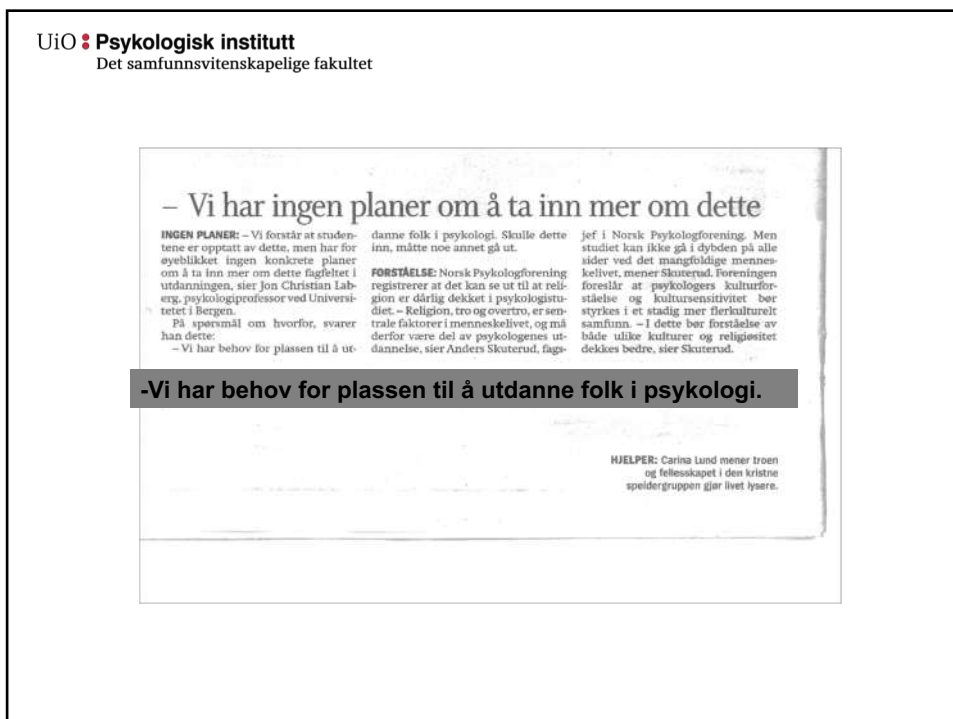 UiO : Psykologisk institutt
Det samfunnsvitenskapelige fakultet
– Vi har ingen planer om å ta inn mer om dette
INGEN PLANER: – Vi forstår at studen-
tene er opptatt av dette, men har for
øyeblikket ingen konkrete planer
om å ta inn mer om dette fagfeltet i
utdanningen, sier Jon Christian Lab-
erg, psykologiprofessor ved Universi-
tetet i Bergen.
På spørsmål om hvorfor, svarer
han dette:
– Vi har behov for plassen til å ut-
danne folk i psykologi. Skulle dette
inn, måtte noe annet gå ut.
FORSTÅELSE: Norsk Psykologforening
registrerer at det kan se ut til at reli-
gion er dårlig dekket i psykologistu-
diet. – Religion, tro og overtro, er sen-
trale faktorer i menneskelivet, og må
derfor være del av psykologenes ut-
dannelse, sier Anders Skuterud, fags-
jef i Norsk Psykologforening. Men
studiet kan ikke gå i dybden på alle
sider ved det mangfoldige mennes-
kelivet, mener Skuterud. Foreningen
foreslår at psykologers kulturfor-
ståelse og kultursensitivitet bør
styrkes i et stadig mer flerkulturelt
samfunn. – I dette bør forståelse av
både ulike kulturer og religiøsitet
dekkes bedre, sier Skuterud.
-Vi har behov for plassen til å utdanne folk i psykologi.
HJELPER: Carina Lund mener troen
og fellesskapet i den kristne
speidergruppen gjør livet lysere.